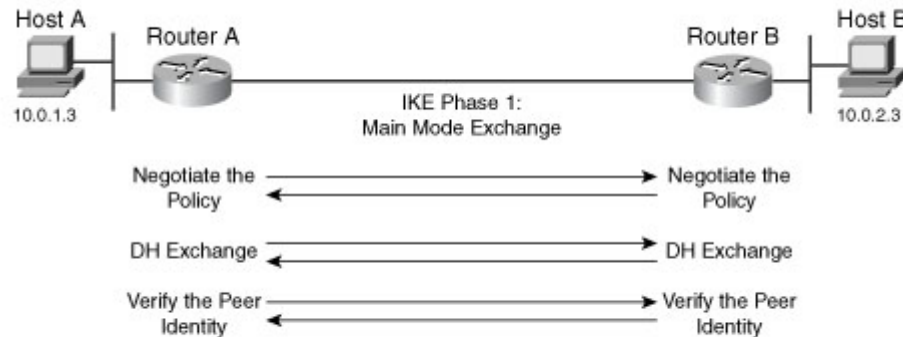 Host A
Router A
Router B
Host B
10.0.1.3
10.0.2.3
IKE Phase 1:
Main Mode Exchange
Negotiate the
Policy
Negotiate the
Policy
DH Exchange
DH Exchange
Verify the Peer
Identity
Verify the Peer
Identity